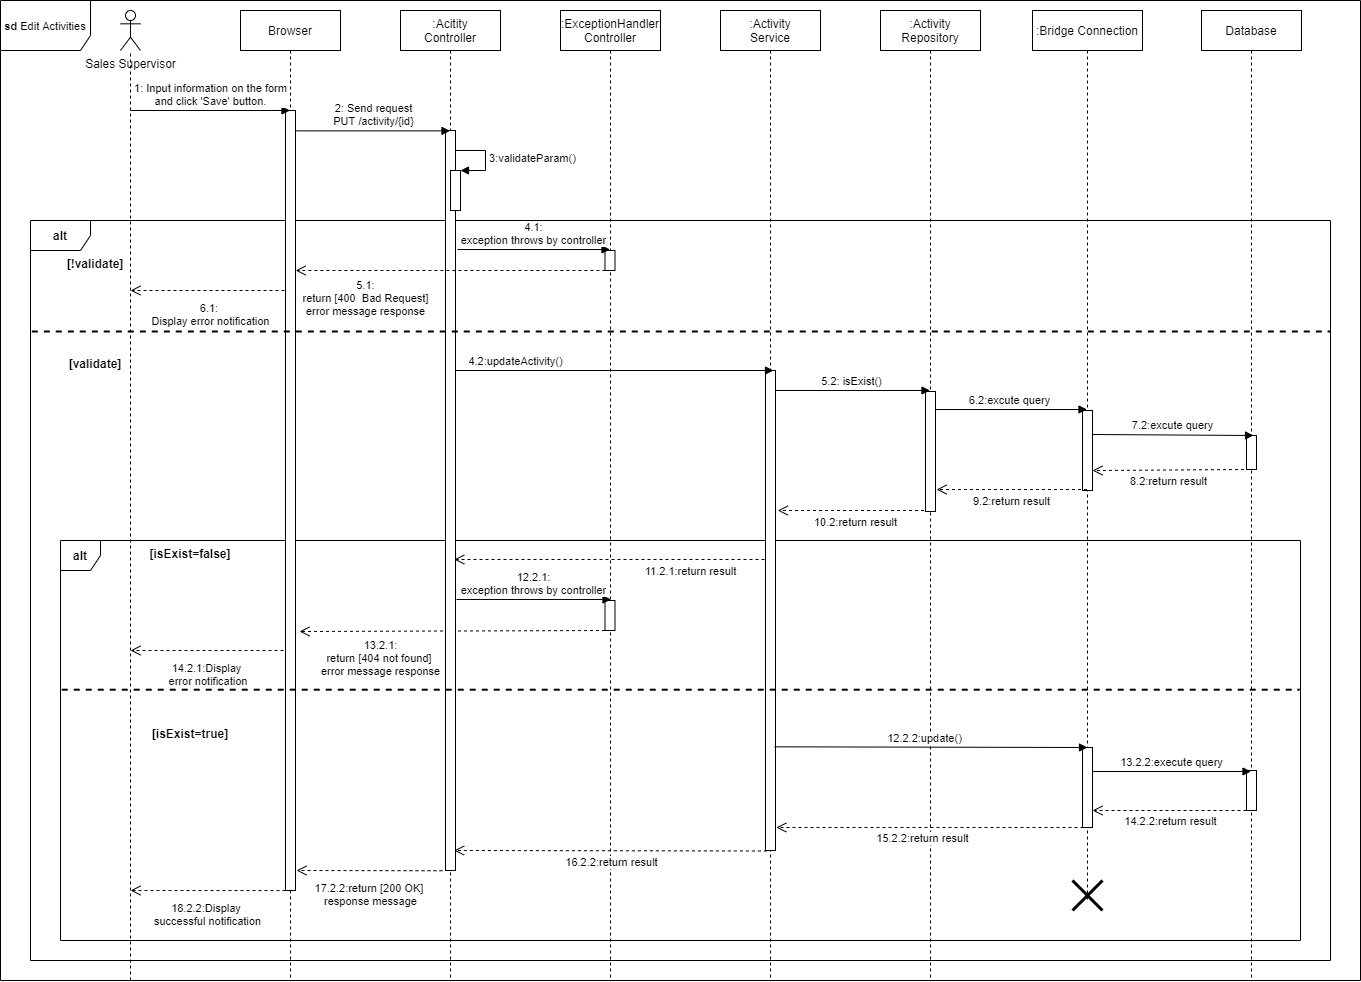 sd Edit Activities
Sales Supervisor
Browser
:Acitity
Controller
:ExceptionHandler
Controller
:Activity
Service
:Activity
Repository
:Bridge Connection
Database
1: Input information on the form
and click 'Save' button.
2: Send request
PUT /activity/{id}
3:validateParam()
alt
[!validate]
4.1:
exception throws by controller
5.1:
return [400 Bad Request]
error message response
6.1:
Display error notification
[validate]
4.2:updateActivity()
5.2: isExist()
6.2:excute query
7.2:excute query
8.2:return result
9.2:return result
10.2:return result
alt
[isExist=false]
11.2.1:return result
12.2.1:
exception throws by controller
13.2.1:
return [404 not found]
error message response
14.2.1:Display
error notification
[isExist=true]
12.2.2:update()
13.2.2:execute query
14.2.2:return result
15.2.2:return result
16.2.2:return result
17.2.2:return [200 OK]
response message
18.2.2:Display
successful notification